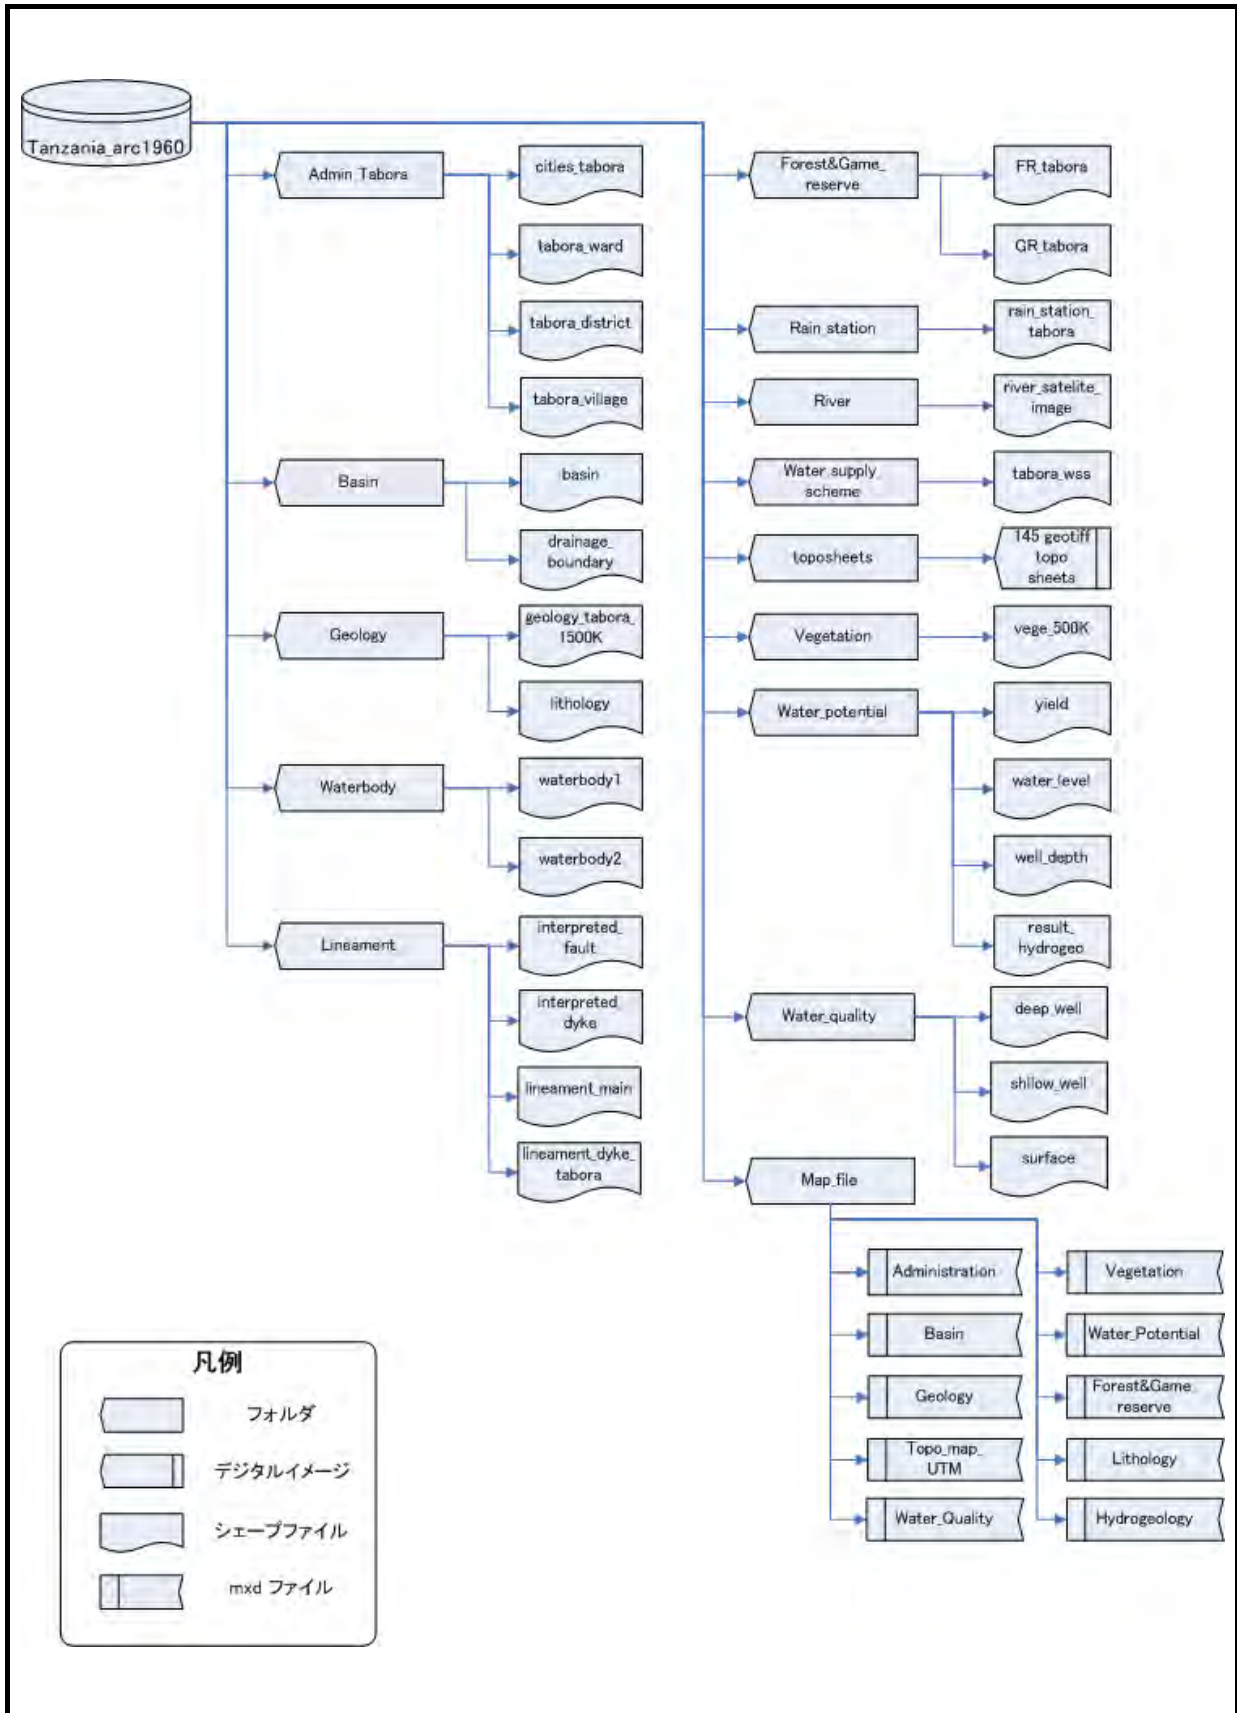 Tanzania_arc1960
Admin_Tabora
cities_tabora
tabora_ward
tabora_district
tabora_village
Basin
basin
drainage_
boundary
Geology
geology_tabora_
1500K
lithology
Waterbody
waterbody1
waterbody2
Lineament
interpreted_
fault
interpreted_
dyke
lineament_main
lineament_dyke_
tabora
Forest&Game_
reserve
FR_tabora
GR_tabora
Rain_station
rain_station_
tabora
River
river_satelite_
image
Water_supply_
scheme
tabora_wss
toposheets
145 geotiff
topo
sheets
Vegetation
vege_500K
Water_potential
yield
water_level
well_depth
result_
hydrogeo
Water_quality
deep_well
shllow_well
surface
Map_file
Administration
Basin
Geology
Topo_map_
UTM
Water_Quality
Vegetation
Water_Potential
Forest&Game_
reserve
Lithology
Hydrogeology
凡例
フォルダ
デジタルイメージ
シェープファイル
mxd ファイル